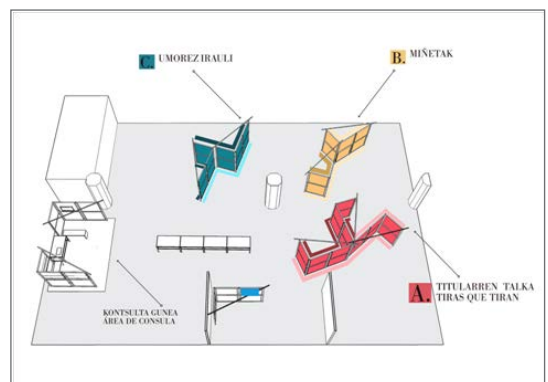 C. UMOREZ IRAULI
B. MIÑETAK
A. TITULARREN TALKA
TIRAS QUE TIRAN
KONTSULTA GUNEA
ÁREA DE CONSULA